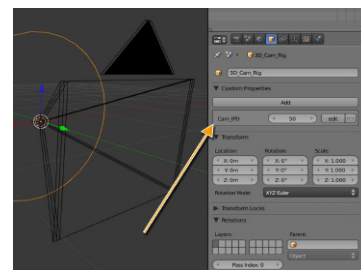 3D_Cam_Rig
3D_Cam_Rig
Custom Properties
Add
Cam_IPD 50 edit
Transform
Location: Rotation: Scale:
X: 0m X: 0° X: 1.000
Y: 0m Y: 0° Y: 1.000
Z: 0m Z: 0° Z: 1.000
Rotation Mode: XYZ Euler
Transform Locks
Relations
Layers: Parent:
Object
Pass Index: 0